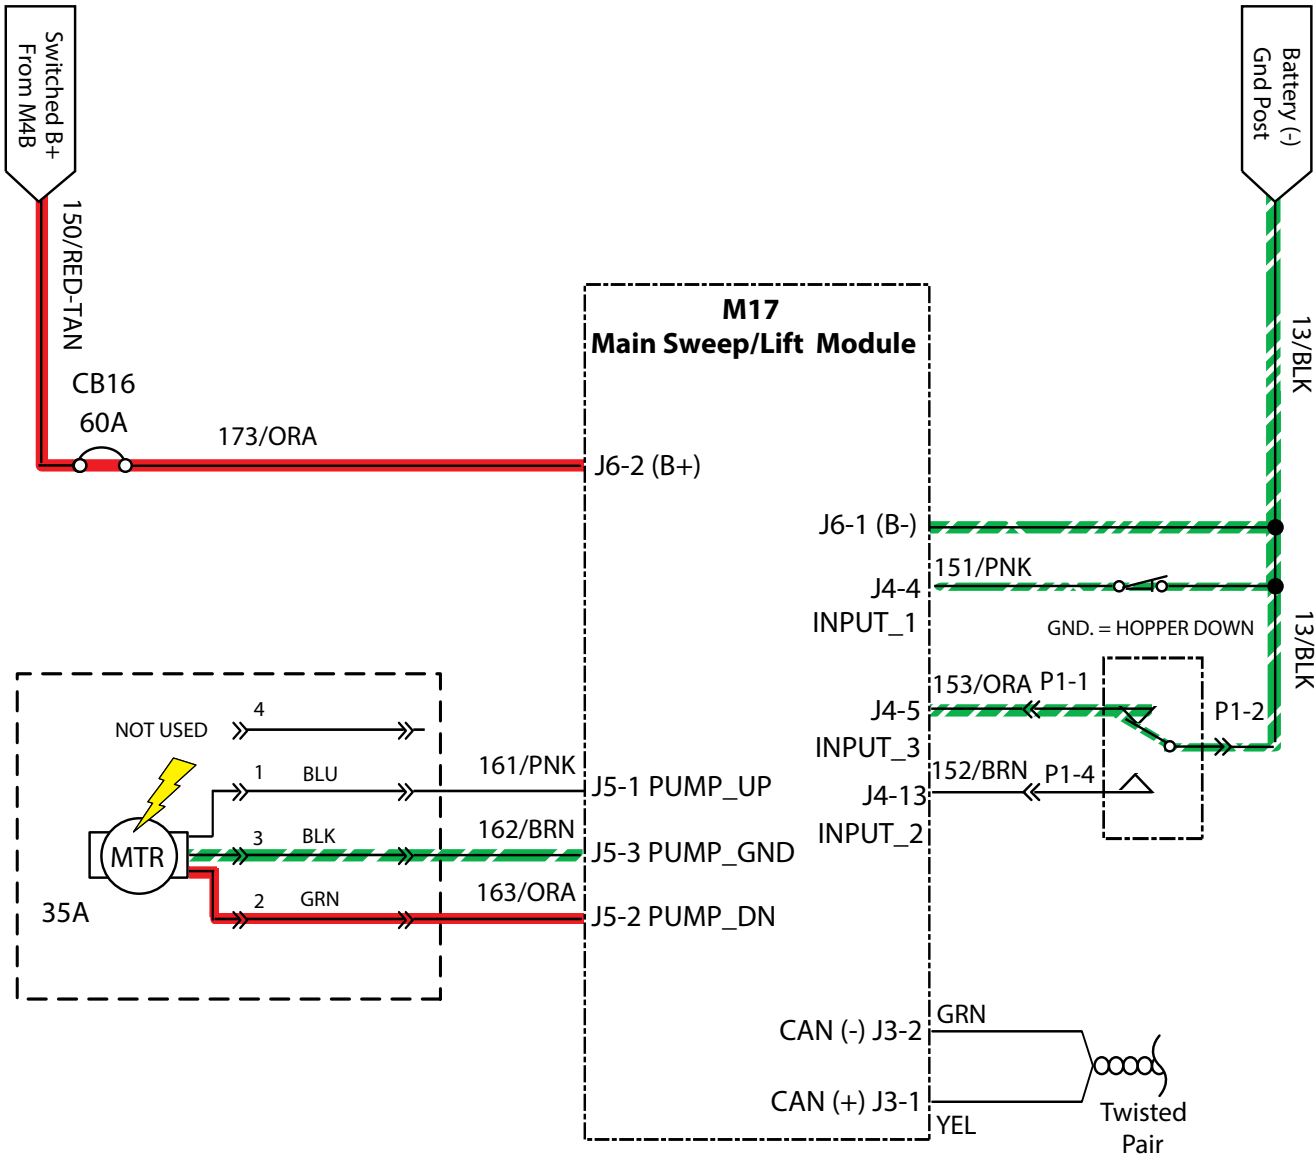 Switched B+
From M4B
Battery (-)
Gnd Post
150/RED-TAN
13/BLK
M17
Main Sweep/Lift Module
CB16
60A
173/ORA
J6-2 (B+)
J6-1 (B-)
151/PNK
J4-4
INPUT_1
GND. = HOPPER DOWN
13/BLK
153/ORA
P1-1
J4-5
P1-2
INPUT_3
152/BRN
P1-4
J4-13
INPUT_2
4
NOT USED
1
BLU
161/PNK
J5-1 PUMP_UP
3
BLK
162/BRN
J5-3 PUMP_GND
MTR
2
GRN
163/ORA
J5-2 PUMP_DN
35A
GRN
CAN (-) J3-2
CAN (+) J3-1
YEL
Twisted
Pair